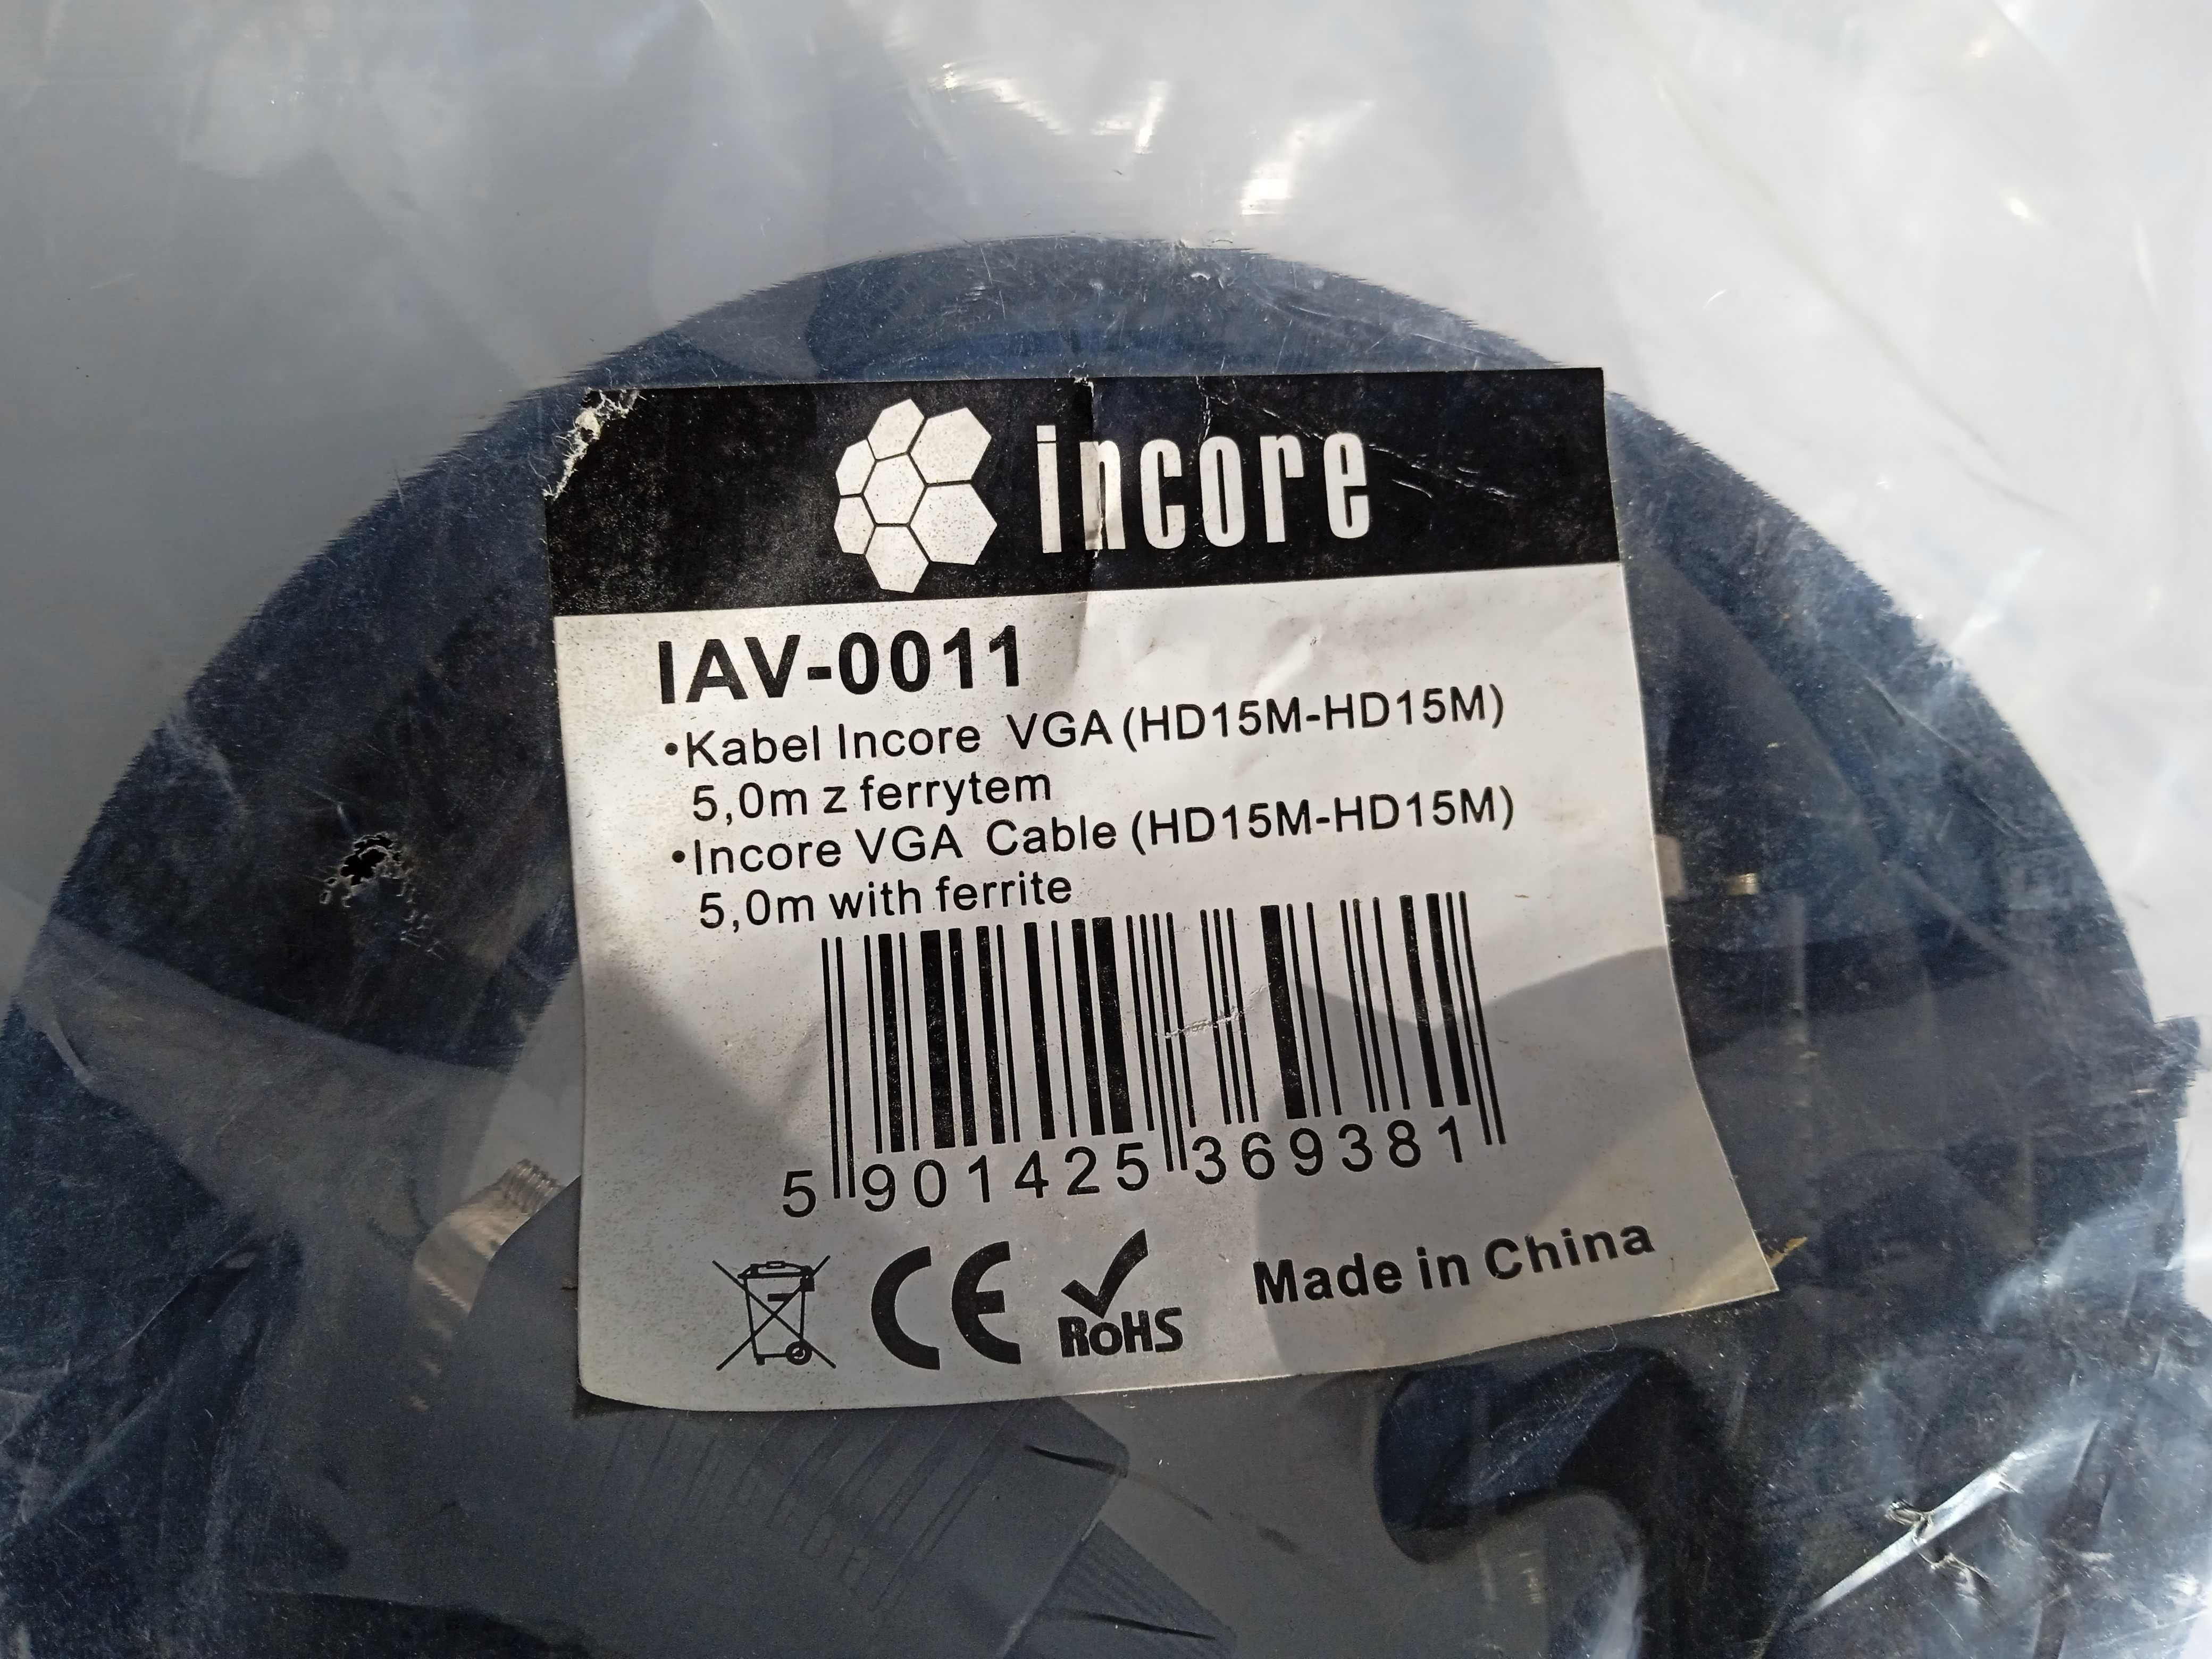 incore
IAV-0011
•Kabel Incore VGA (HD15M-HD15M)
5,0m z ferrytem
•Incore VGA Cable (HD15M-HD15M)
5,0m with ferrite
5 901425 369381
CE RoHS Made in China